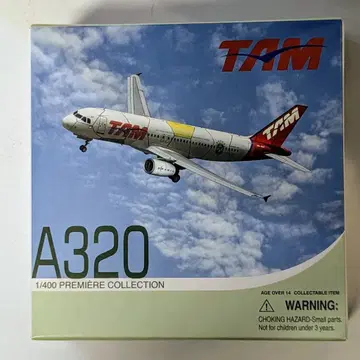 TAM
TAM
TAM
A320
1/400 PREMIÈRE COLLECTION
AGE OVER 14 COLLECTABLE ITEM
WARNING:
CHOKING HAZARD-Small parts.
Not for children under 3 years.